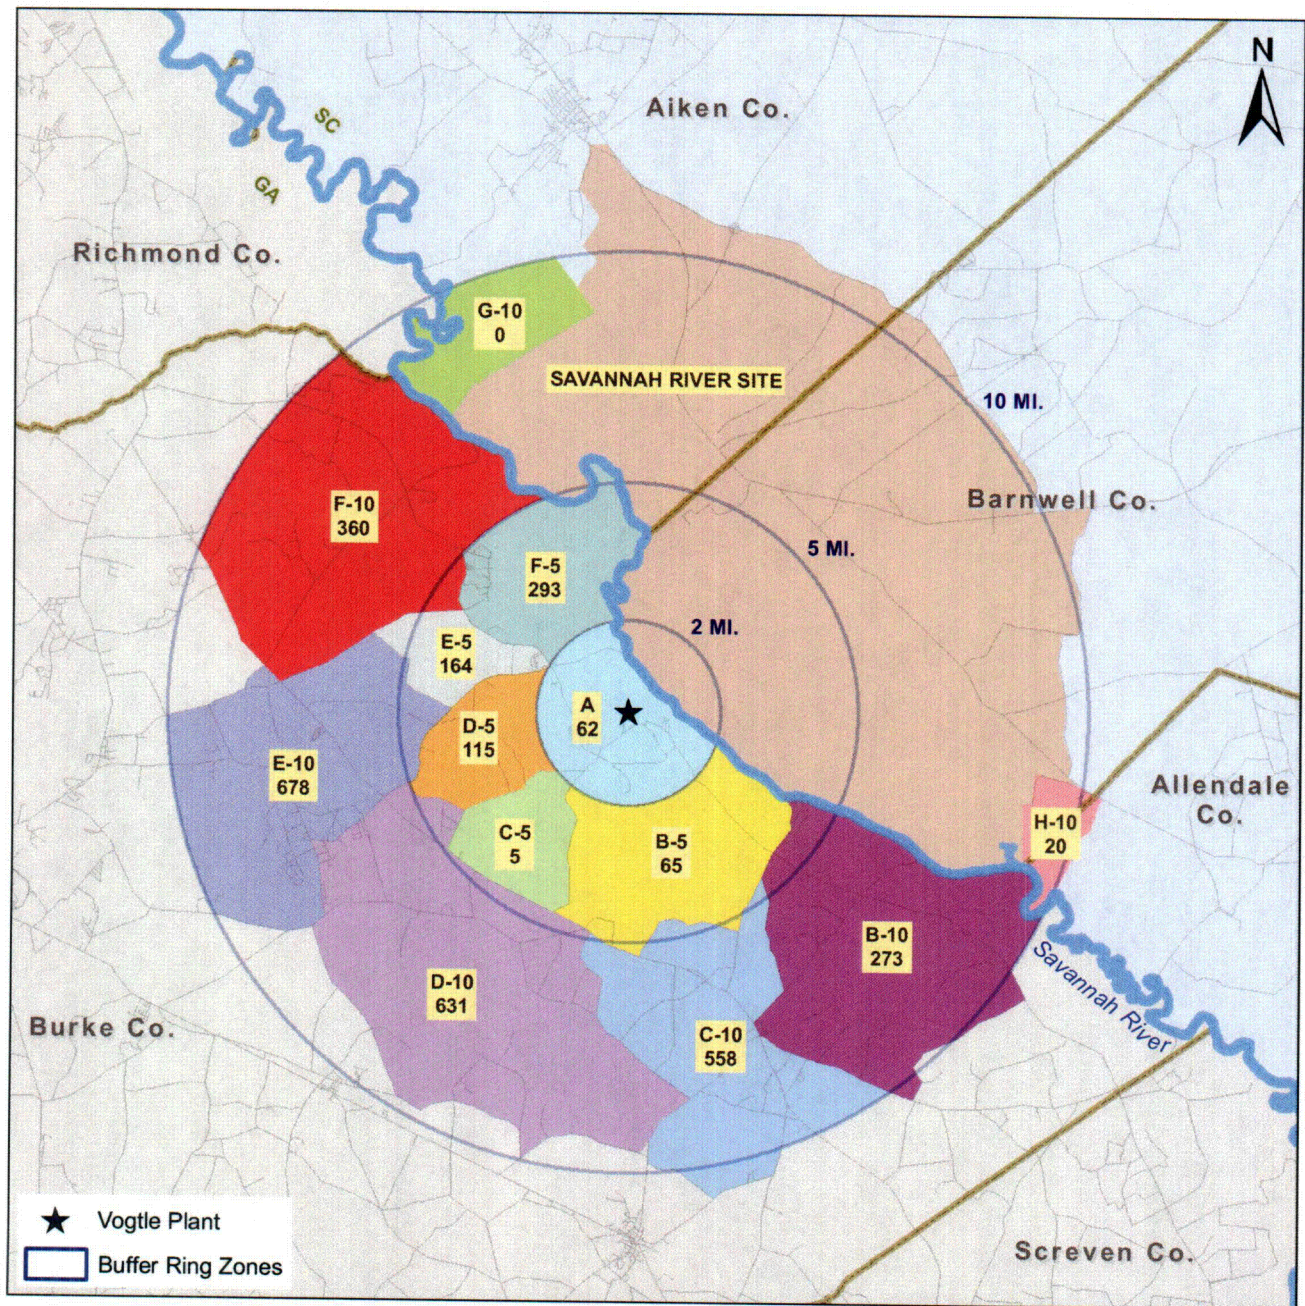 N
Aiken Co.
SC
GA
Richmond Co.
G-10
0
SAVANNAH RIVER SITE
10 MI.
F-10
360
Barnwell Co.
5 MI.
F-5
293
2 MI.
E-5
164
A
62
D-5
115
E-10
678
Allendale
Co.
H-10
20
C-5
5
B-5
65
B-10
273
Savannah River
D-10
631
Burke Co.
C-10
558
Vogtle Plant
Buffer Ring Zones
Screven Co.